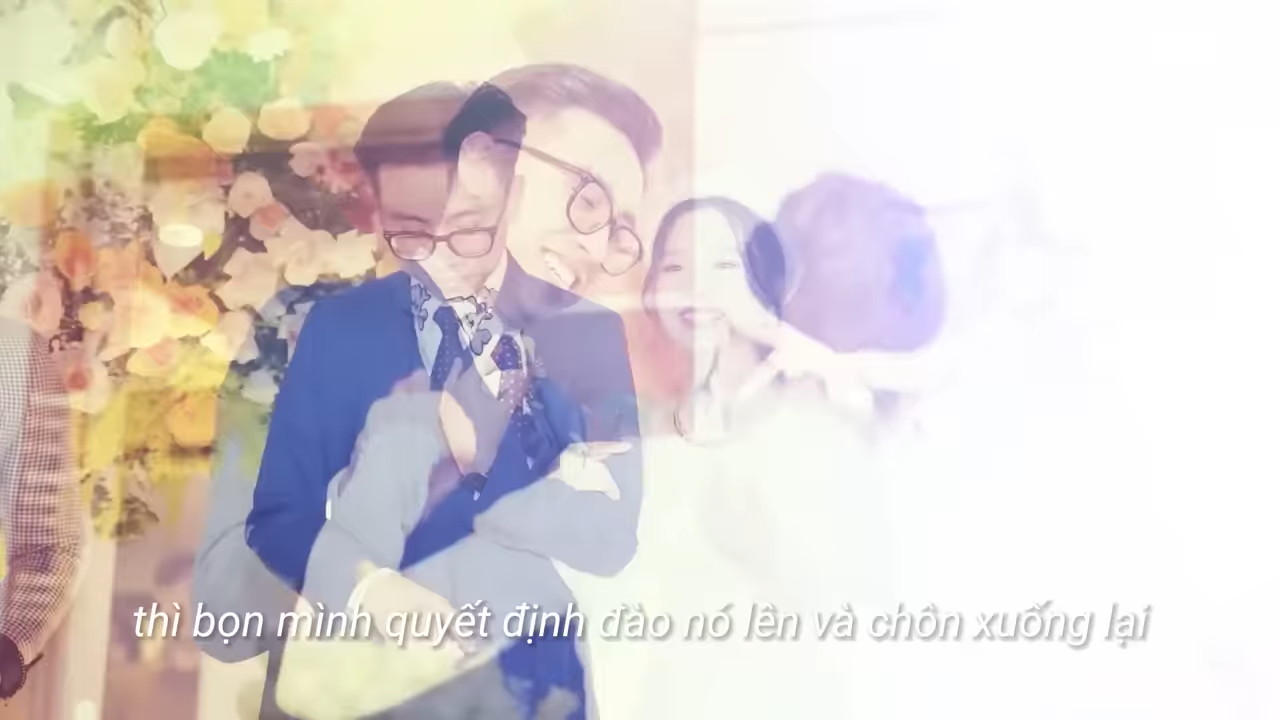 thì bọn mình quyết định đào nó lên và chôn xuống lại